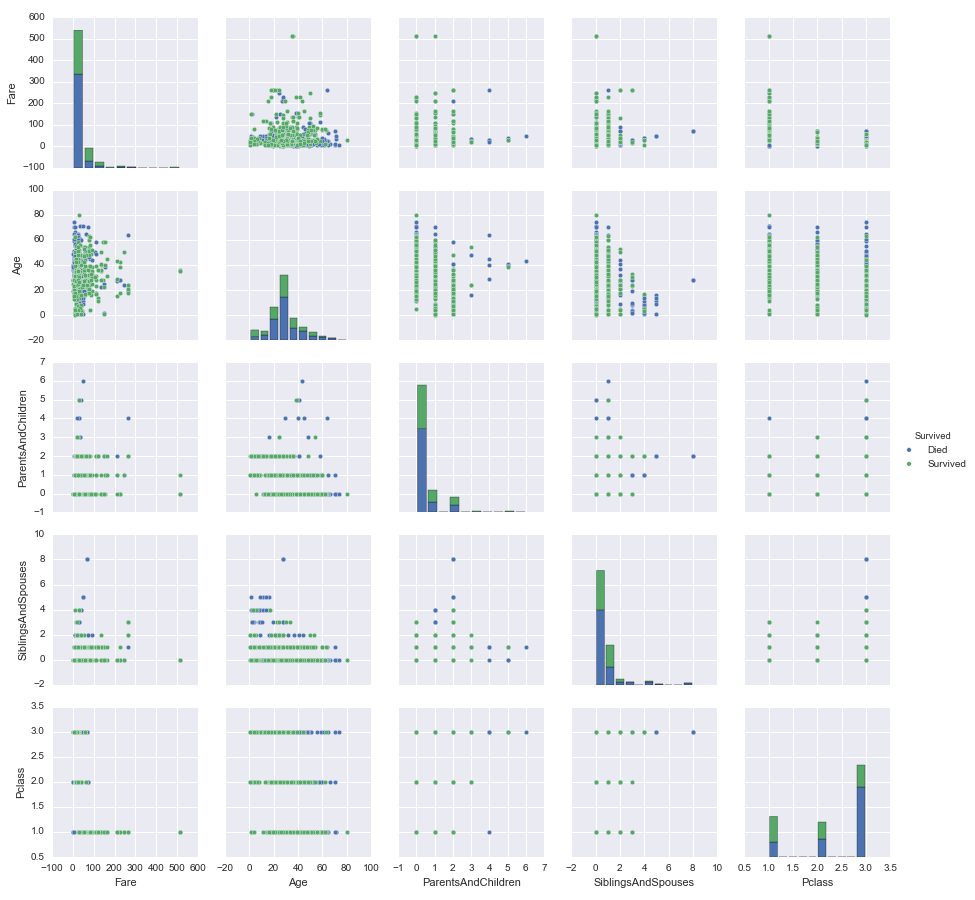 600
500
400
300
200
100
0
−100
Fare
100
80
60
40
20
0
−20
Age
7
6
5
4
3
2
1
0
−1
ParentsAndChildren
Survived
Died
Survived
10
8
6
4
2
0
−2
SiblingsAndSpouses
3.5
3.0
2.5
2.0
1.5
1.0
0.5
Pclass
−100 0 100 200 300 400 500 600
−20 0 20 40 60 80 100
−1 0 1 2 3 4 5 6 7
−2 0 2 4 6 8 10
0.5 1.0 1.5 2.0 2.5 3.0 3.5
Fare
Age
ParentsAndChildren
SiblingsAndSpouses
Pclass